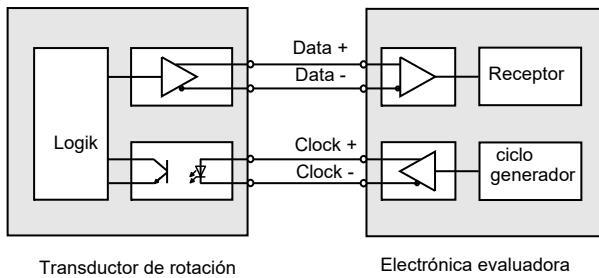 Data +
Data -
Receptor
Logik
Clock +
Clock -
ciclo
generador
Transductor de rotación
Electrónica evaluadora